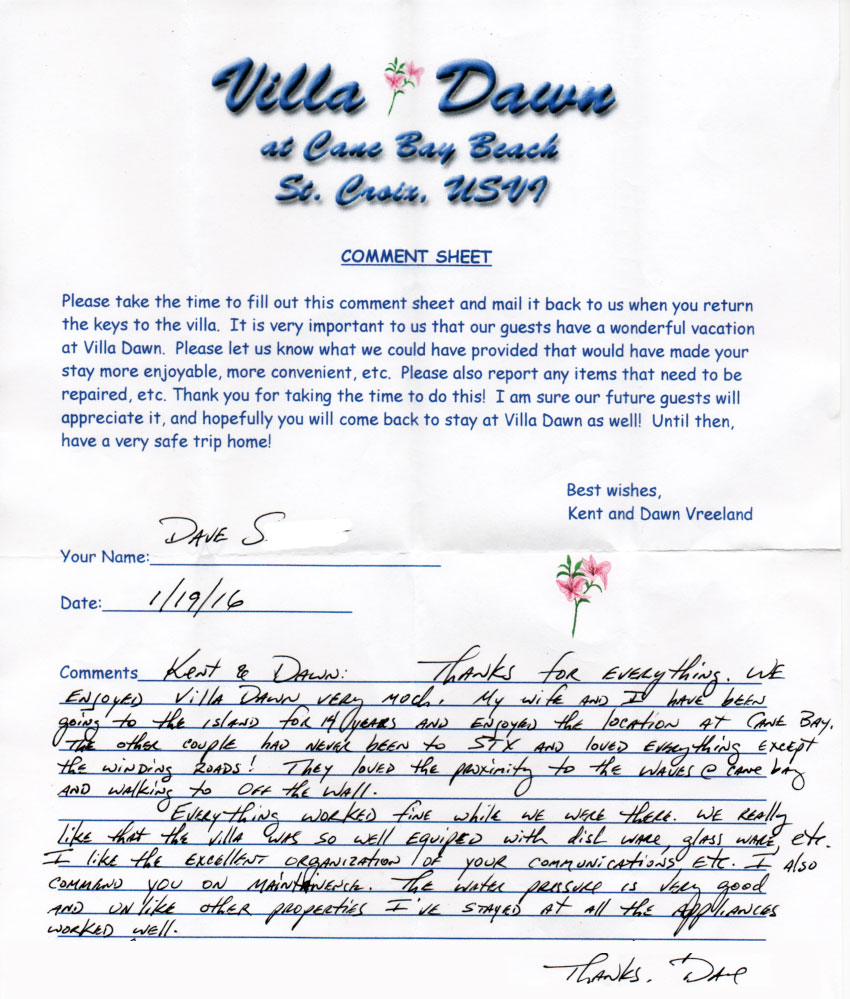 Villa Dawn
at Cane Bay Beach
St. Croix, USVI
COMMENT SHEET
Please take the time to fill out this comment sheet and mail it back to us when you return
the keys to the villa. It is very important to us that our guests have a wonderful vacation
at Villa Dawn. Please let us know what we could have provided that would have made your
stay more enjoyable, more convenient, etc. Please also report any items that need to be
repaired, etc. Thank you for taking the time to do this! I am sure our future guests will
appreciate it, and hopefully you will come back to stay at Villa Dawn as well! Until then,
have a very safe trip home!
Best wishes,
Kent and Dawn Vreeland
Your Name: DAVE S.
Date: 1/19/16
Comments Kent & Dawn: Thanks for everything. We
enjoyed Villa Dawn very moch. My wife and I have been
going to the island for 14 years and enjoyed the location at Cane Bay.
The other couple had never been to STX and loved everything except
the winding roads! They loved the proximity to the waves @ cane bay
and walking to Off the Wall.
Everything worked fine while we were there. We really
like that the villa was so well equiped with dish ware, glass ware, etc.
I like the excellent organization of your communications etc. I also
command you on maintainence. The water pressure is very good
and unlike other properties I've stayed at all the appliances
worked well.
Thanks, Dave